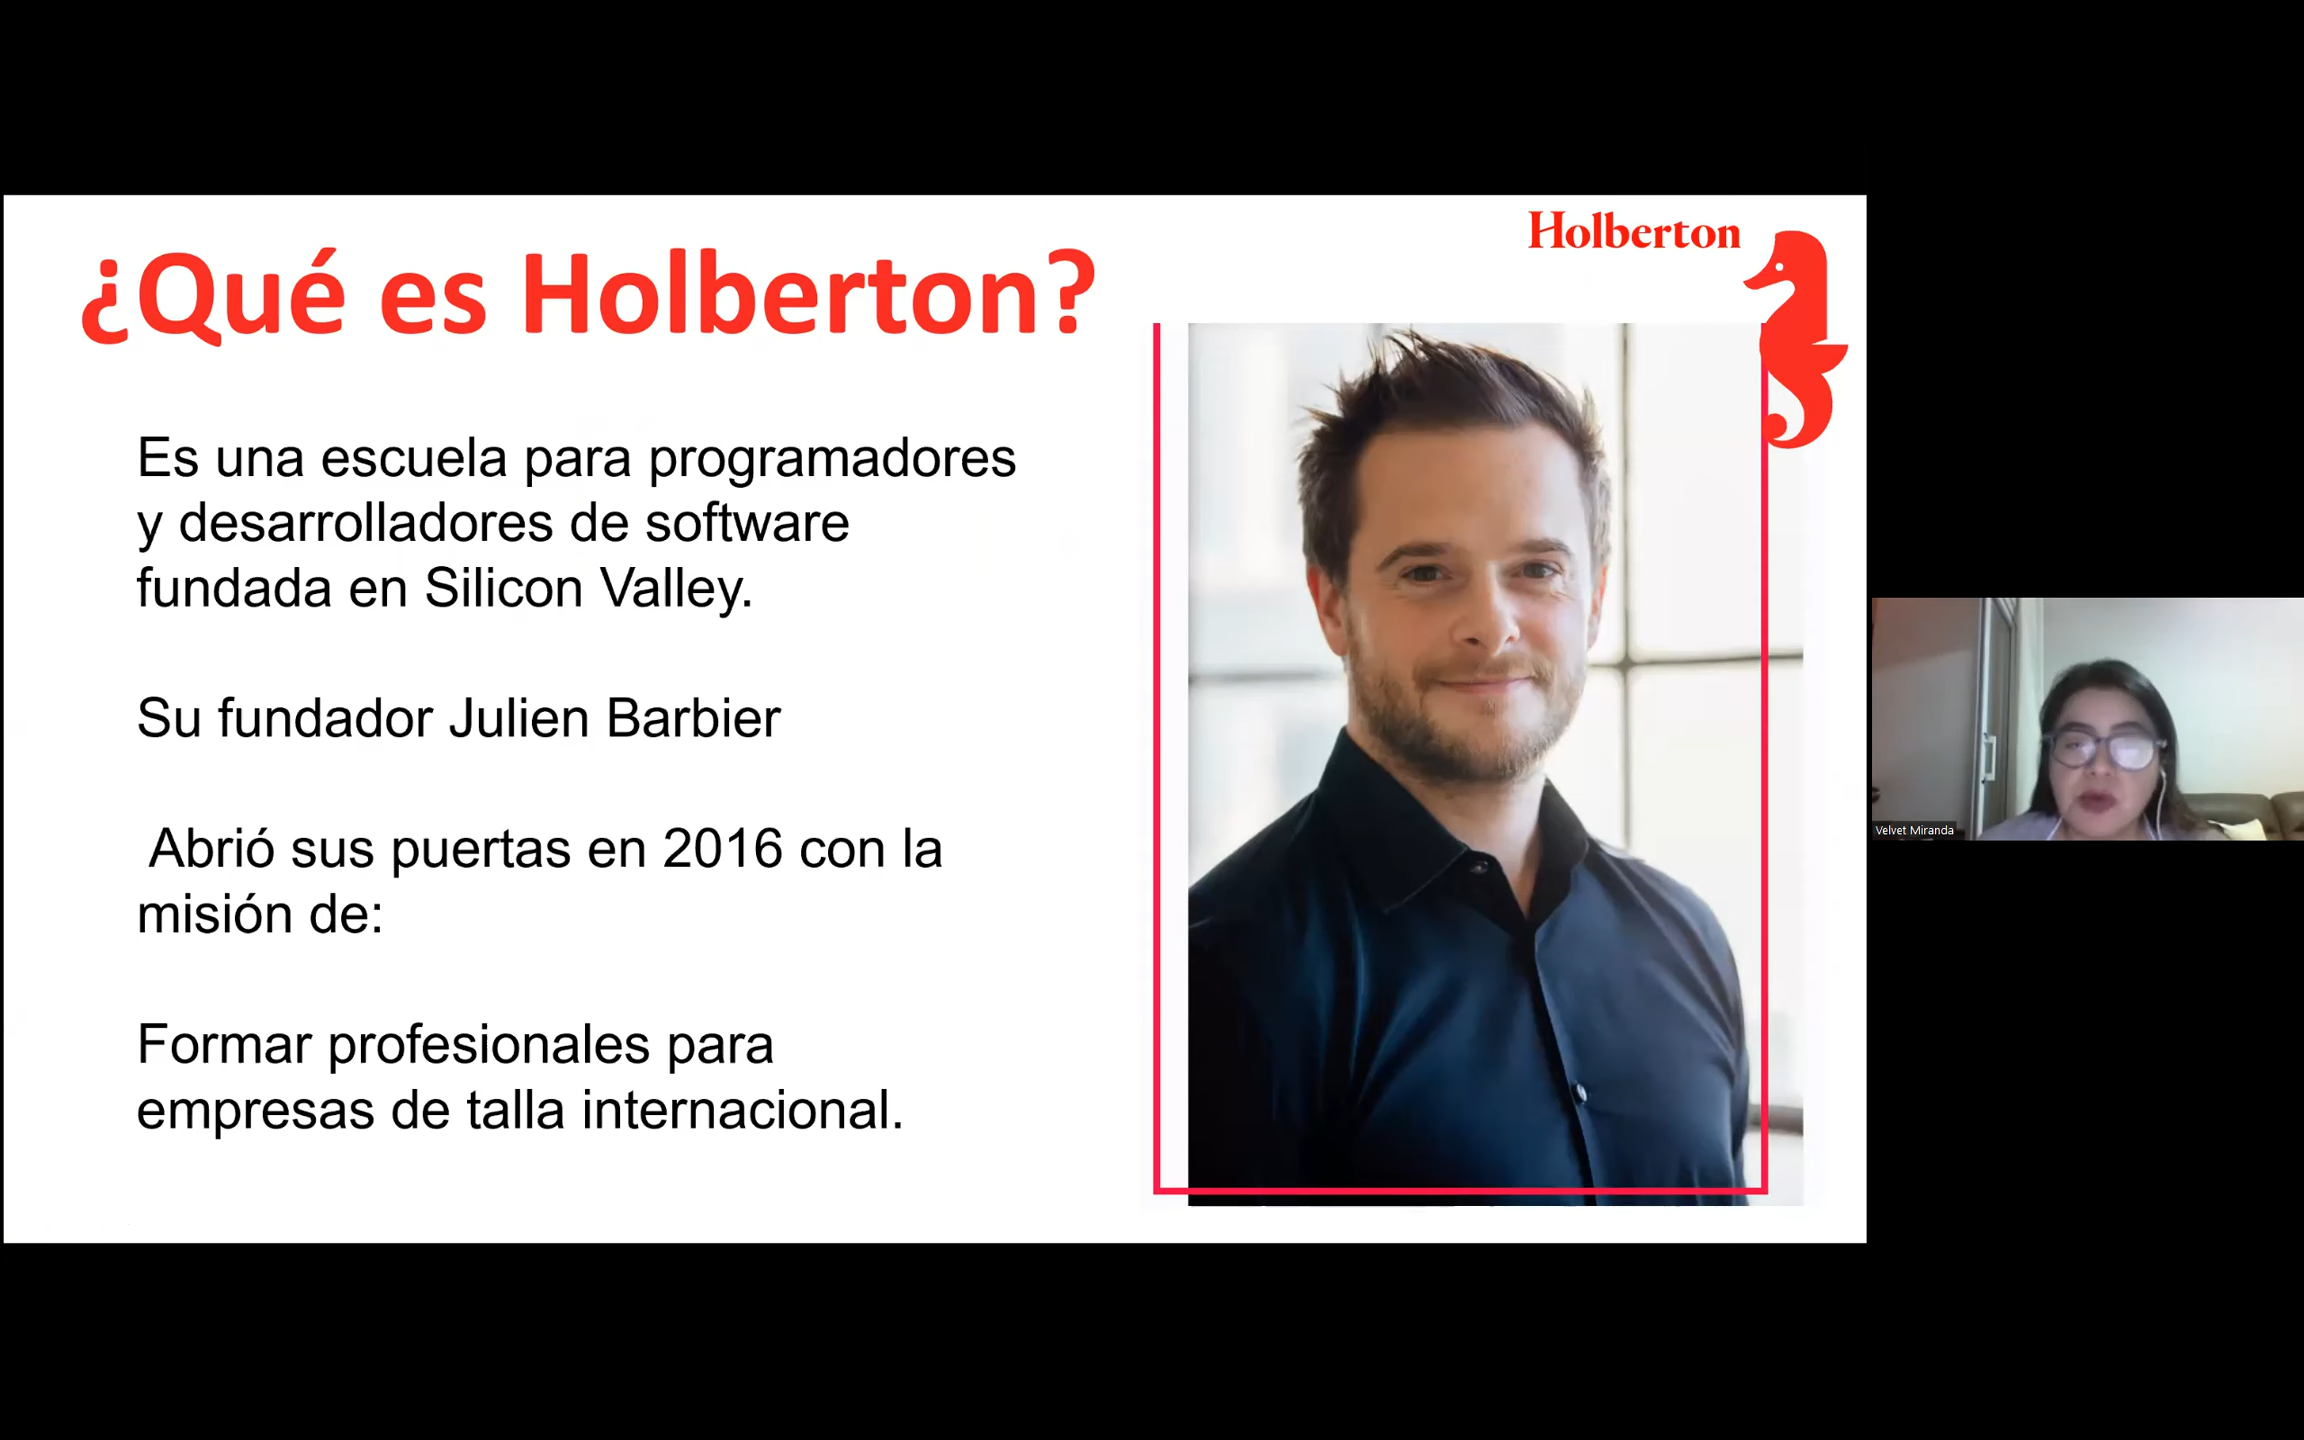 ¿Qué es Holberton?
Holberton
Es una escuela para programadores
y desarrolladores de software
fundada en Silicon Valley.
Su fundador Julien Barbier
Abrió sus puertas en 2016 con la
misión de:
Formar profesionales para
empresas de talla internacional.
Velvet Miranda